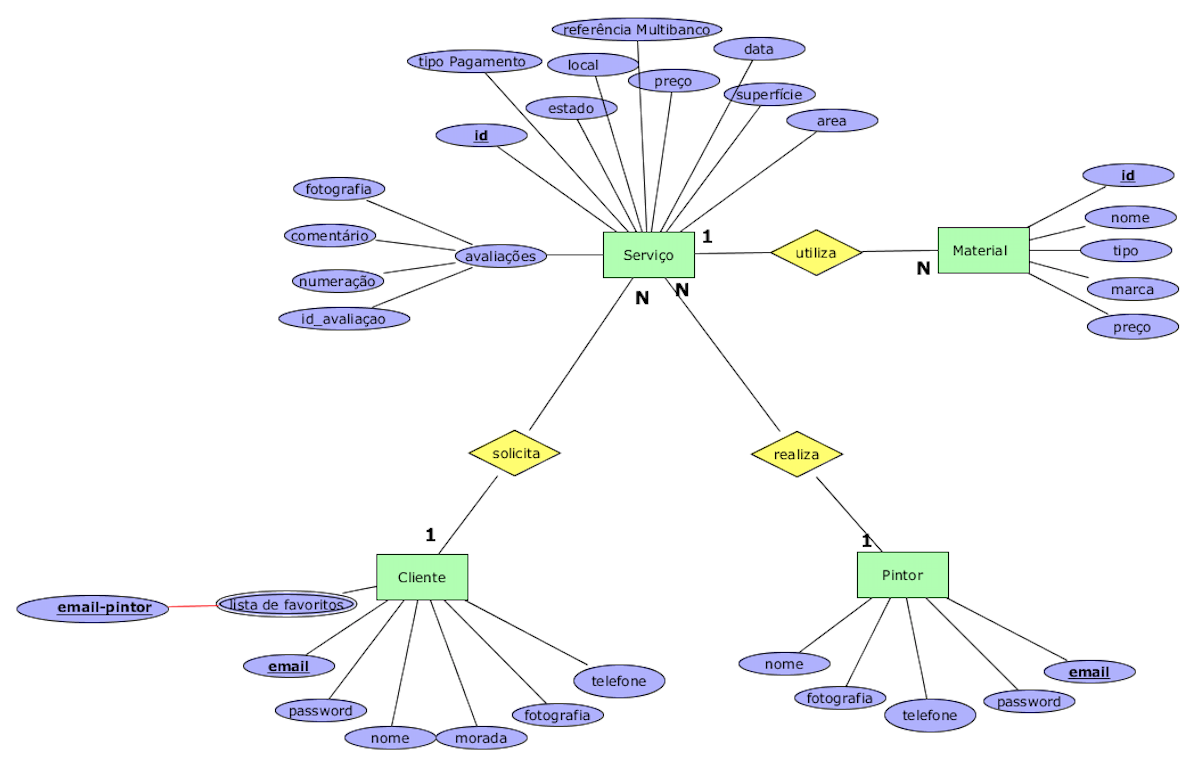 referência Multibanco
data
tipo Pagamento
local
preço
superfície
estado
area
id
fotografia
comentário
avaliações
numeração
id_avaliaçao
Serviço
1
utiliza
N
Material
id
nome
tipo
marca
preço
N
N
solicita
realiza
1
1
Cliente
Pintor
email-pintor
lista de favoritos
email
password
nome
morada
fotografia
telefone
nome
fotografia
telefone
password
email